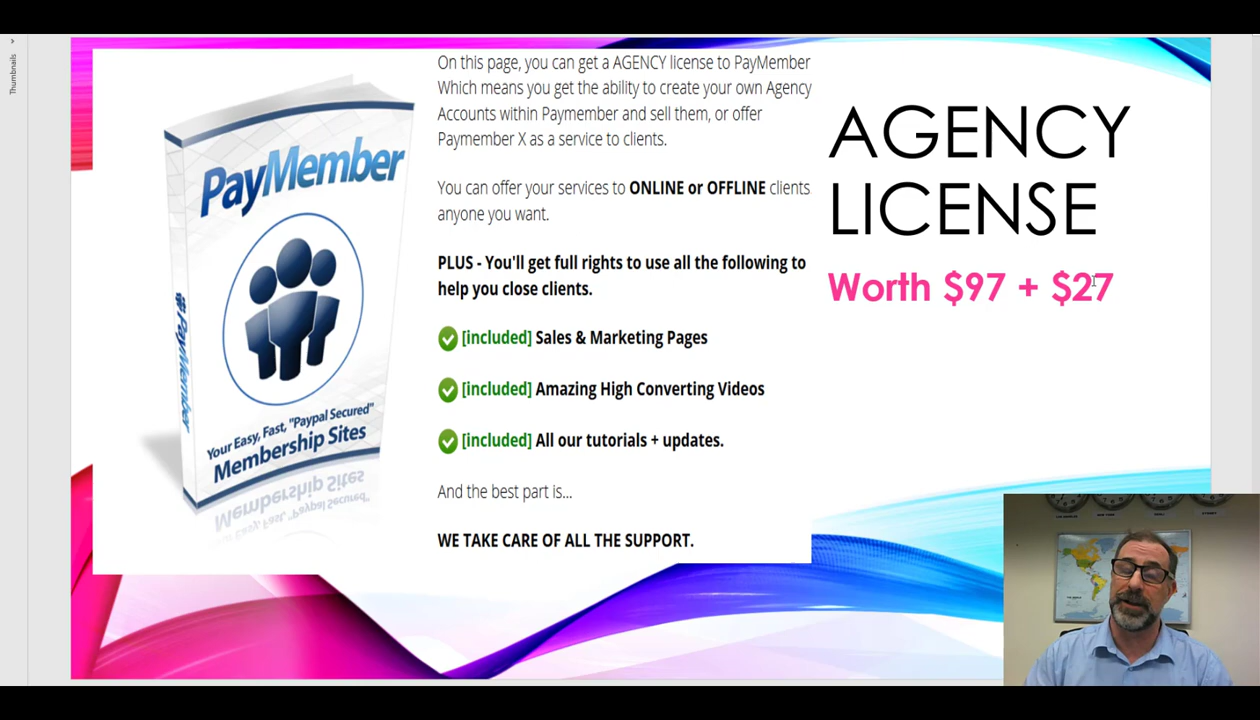 Thumbnails
On this page, you can get a AGENCY license to PayMember
Which means you get the ability to create your own Agency
Accounts within Paymember and sell them, or offer
Paymember X as a service to clients.
You can offer your services to ONLINE or OFFLINE clients
anyone you want.
PLUS - You'll get full rights to use all the following to
help you close clients.
[included] Sales & Marketing Pages
[included] Amazing High Converting Videos
[included] All our tutorials + updates.
And the best part is...
WE TAKE CARE OF ALL THE SUPPORT.
PayMember
PayMember
Your Easy, Fast, "Paypal Secured"
Membership Sites
AGENCY
LICENSE
Worth $97 + $27